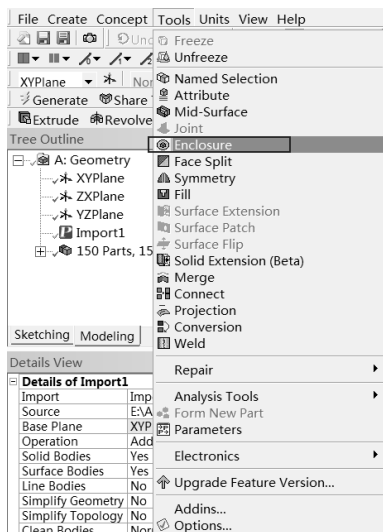 File Create Concept Tools Units View Help
Undo
XYPlane
Generate Share
Extrude Revolve
Tree Outline
A: Geometry
XYPlane
ZXPlane
YZPlane
Import1
150 Parts, 15
Sketching Modeling
Details View
Details of Import1
Import
Source E:\A
Base Plane XYP
Operation Add
Solid Bodies Yes
Surface Bodies Yes
Line Bodies No
Simplify Geometry No
Simplify Topology No
Clean Bodies
Freeze
Unfreeze
Named Selection
Attribute
Mid-Surface
Joint
Enclosure
Face Split
Symmetry
Fill
Surface Extension
Surface Patch
Surface Flip
Solid Extension (Beta)
Merge
Connect
Projection
Conversion
Weld
Repair
Analysis Tools
Form New Part
Parameters
Electronics
Upgrade Feature Version...
Addins...
Options...